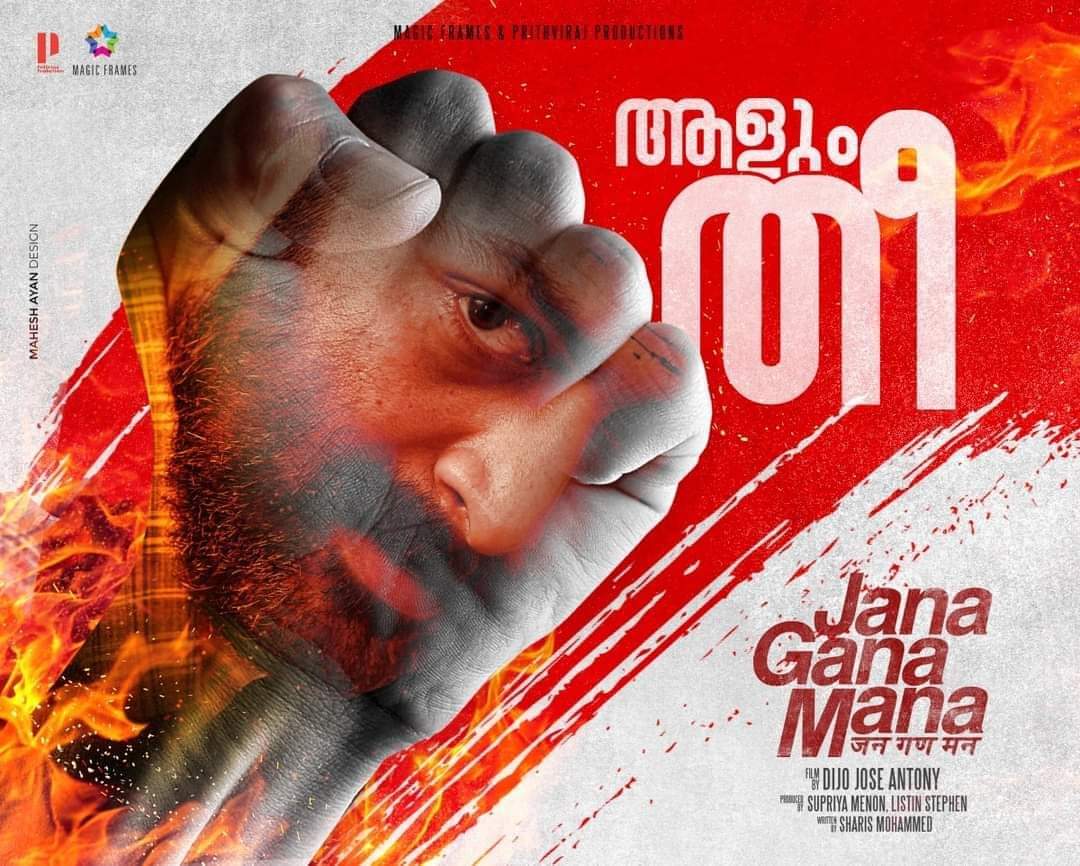 MAGIC FRAMES & PRITHVIRAJ PRODUCTIONS
MAGIC FRAMES
ആളും
തീ
MAHESH AYAN DESIGN
Jana
Gana
Mana
जन गण मन
FILM BY DIJO JOSE ANTONY
PRODUCED BY SUPRIYA MENON, LISTIN STEPHEN
WRITTEN BY SHARIS MOHAMMED